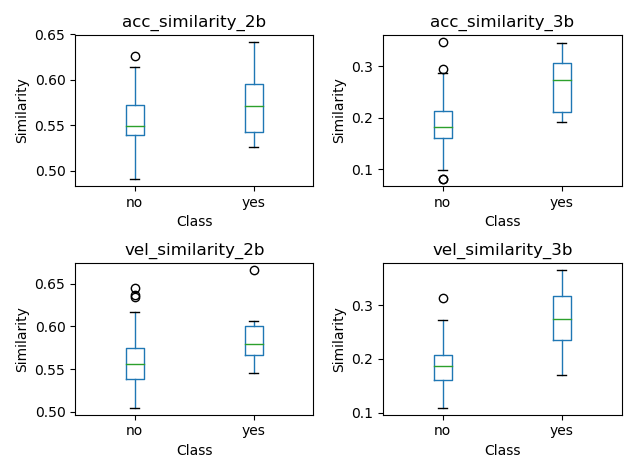 acc_similarity_2b
0.65
0.60
0.55
0.50
Similarity
no
yes
Class
acc_similarity_3b
0.3
0.2
0.1
Similarity
no
yes
Class
vel_similarity_2b
0.65
0.60
0.55
0.50
Similarity
no
yes
Class
vel_similarity_3b
0.3
0.2
0.1
Similarity
no
yes
Class